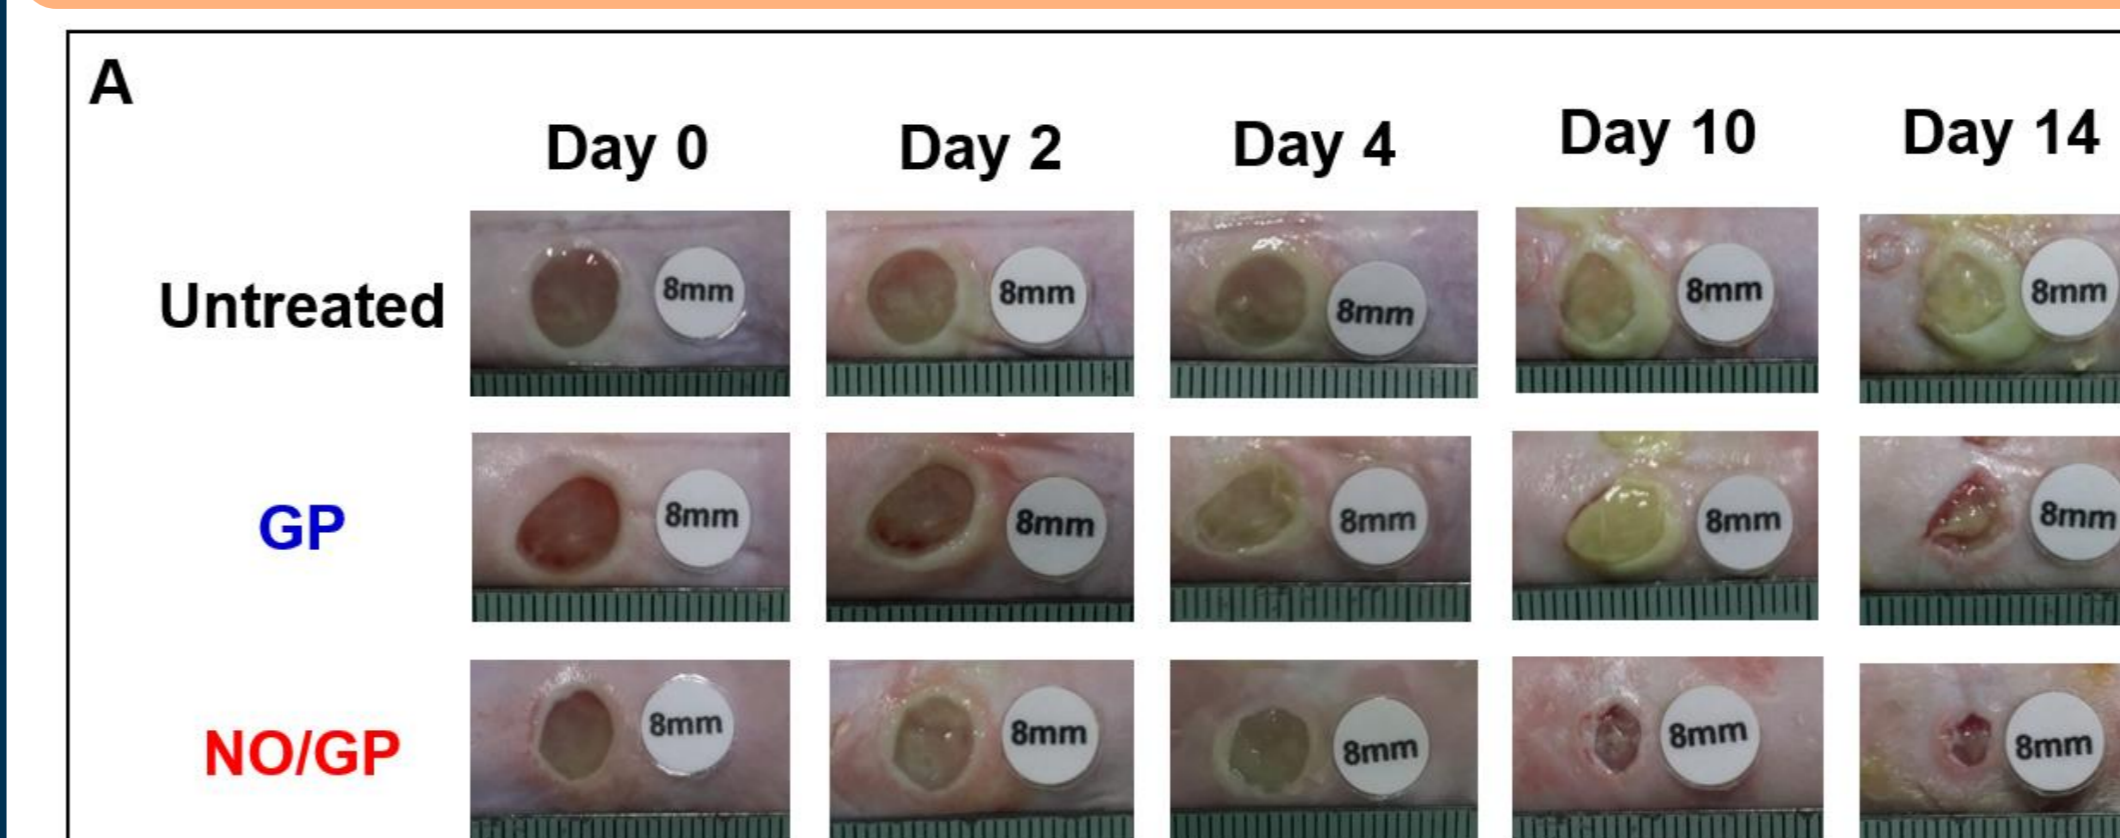 A
Day 0 Day 2 Day 4 Day 10 Day 14
Untreated 8mm 8mm 8mm 8mm 8mm
GP 8mm 8mm 8mm 8mm 8mm
NO/GP 8mm 8mm 8mm 8mm 8mm